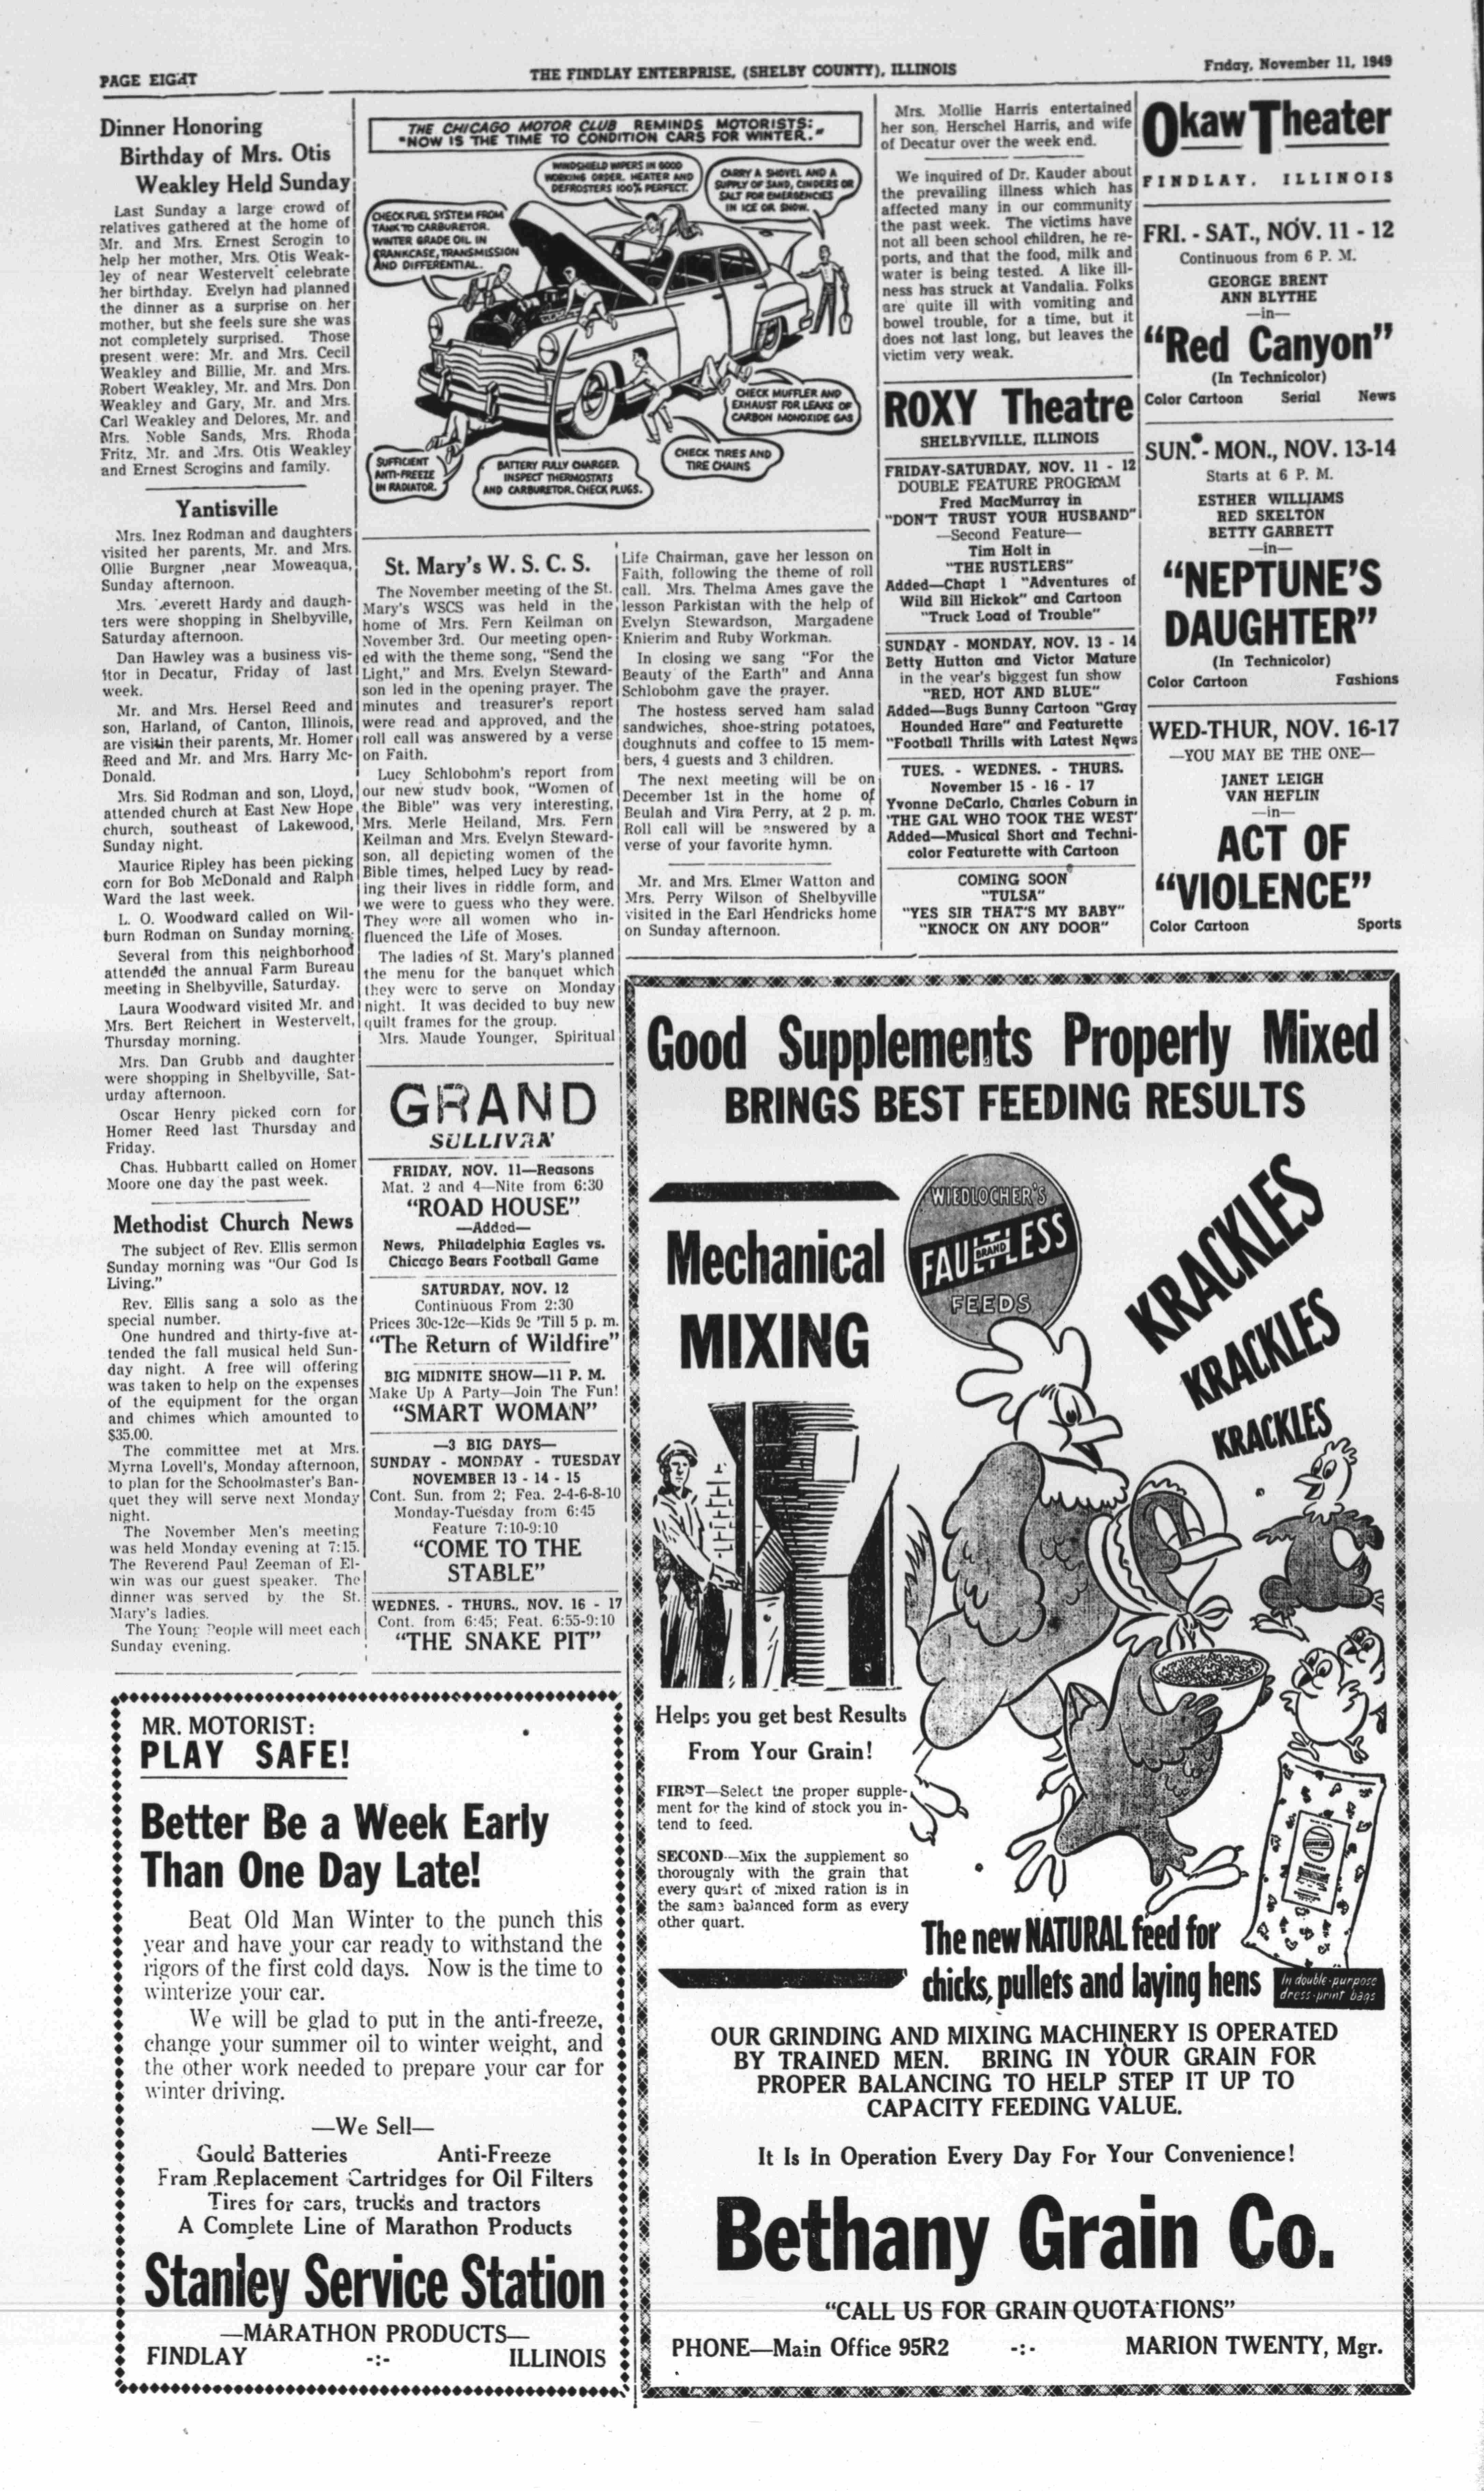 PAGE EIGHT
THE FINDLAY ENTERPRISE, (SHELBY COUNTY), ILLINOIS
Friday, November 11, 1949
Dinner Honoring
Birthday of Mrs. Otis
Weakley Held Sunday
Last Sunday a large crowd of
relatives gathered at the home of
Mr. and Mrs. Ernest Scrogin to
help her mother, Mrs. Otis Weak-
ley of near Westervelt celebrate
her birthday. Evelyn had planned
the dinner as a surprise on her
mother, but she feels sure she was
not completely surprised. Those
present were: Mr. and Mrs. Cecil
Weakley and Billie, Mr. and Mrs.
Robert Weakley, Mr. and Mrs. Don
Weakley and Gary, Mr. and Mrs.
Carl Weakley and Delores, Mr. and
Mrs. Noble Sands, Mrs. Rhoda
Fritz, Mr. and Mrs. Otis Weakley
and Ernest Scrogins and family.
Yantisville
Mrs. Inez Rodman and daughters
visited her parents, Mr. and Mrs.
Ollie Burgner ,near Moweaqua,
Sunday afternoon.
Mrs. Leverett Hardy and daugh-
ters were shopping in Shelbyville,
Saturday afternoon.
Dan Hawley was a business vis-
itor in Decatur, Friday of last
week.
Mr. and Mrs. Hersel Reed and
son, Harland, of Canton, Illinois,
are visitin their parents, Mr. Homer
Reed and Mr. and Mrs. Harry Mc-
Donald.
Mrs. Sid Rodman and son, Lloyd,
attended church at East New Hope
church, southeast of Lakewood,
Sunday night.
Maurice Ripley has been picking
corn for Bob McDonald and Ralph
Ward the last week.
L. O. Woodward called on Wil-
burn Rodman on Sunday morning.
Several from this neighborhood
attended the annual Farm Bureau
meeting in Shelbyville, Saturday.
Laura Woodward visited Mr. and
Mrs. Bert Reichert in Westervelt,
Thursday morning.
Mrs. Dan Grubb and daughter
were shopping in Shelbyville, Sat-
urday afternoon.
Oscar Henry picked corn for
Homer Reed last Thursday and
Friday.
Chas. Hubbartt called on Homer
Moore one day the past week.
Methodist Church News
The subject of Rev. Ellis sermon
Sunday morning was "Our God Is
Living."
Rev. Ellis sang a solo as the
special number.
One hundred and thirty-five at-
tended the fall musical held Sun-
day night. A free will offering
was taken to help on the expenses
of the equipment for the organ
and chimes which amounted to
$35.00.
The committee met at Mrs.
Myrna Lovell's, Monday afternoon,
to plan for the Schoolmaster's Ban-
quet they will serve next Monday
night.
The November Men's meeting
was held Monday evening at 7:15.
The Reverend Paul Zeeman of El-
win was our guest speaker. The
dinner was served by the St.
Mary's ladies.
The Young People will meet each
Sunday evening.
THE CHICAGO MOTOR CLUB REMINDS MOTORISTS:
"NOW IS THE TIME TO CONDITION CARS FOR WINTER."
WINDSHIELD WIPERS IN GOOD
WORKING ORDER. HEATER AND
DEFROSTERS 100% PERFECT.
CARRY A SHOVEL AND A
SUPPLY OF SAND, CINDERS OR
SALT FOR EMERGENCIES
IN ICE OR SNOW.
CHECK FUEL SYSTEM FROM
TANK TO CARBURETOR.
WINTER GRADE OIL IN
CRANKCASE, TRANSMISSION
AND DIFFERENTIAL.
CHECK MUFFLER AND
EXHAUST FOR LEAKS OF
CARBON MONOXIDE GAS
CHECK TIRES AND
TIRE CHAINS
SUFFICIENT
ANTI-FREEZE
IN RADIATOR.
BATTERY FULLY CHARGED.
INSPECT THERMOSTATS
AND CARBURETOR. CHECK PLUGS.
St. Mary's W. S. C. S.
The November meeting of the St.
Mary's WSCS was held in the
home of Mrs. Fern Keilman on
November 3rd. Our meeting open-
ed with the theme song, "Send the
Light," and Mrs. Evelyn Steward-
son led in the opening prayer. The
minutes and treasurer's report
were read and approved, and the
roll call was answered by a verse
on Faith.
Lucy Schlobohm's report from
our new study book, "Women of
the Bible" was very interesting,
Mrs. Merle Heiland, Mrs. Fern
Keilman and Mrs. Evelyn Steward-
son, all depicting women of the
Bible times, helped Lucy by read-
ing their lives in riddle form, and
we were to guess who they were.
They were all women who in-
fluenced the Life of Moses.
The ladies of St. Mary's planned
the menu for the banquet which
they were to serve on Monday
night. It was decided to buy new
quilt frames for the group.
Mrs. Maude Younger, Spiritual
Life Chairman, gave her lesson on
Faith, following the theme of roll
call. Mrs. Thelma Ames gave the
lesson Parkistan with the help of
Evelyn Stewardson, Margadene
Knierim and Ruby Workman.
In closing we sang "For the
Beauty of the Earth" and Anna
Schlobohm gave the prayer.
The hostess served ham salad
sandwiches, shoe-string potatoes,
doughnuts and coffee to 15 mem-
bers, 4 guests and 3 children.
The next meeting will be on
December 1st in the home of
Beulah and Vira Perry, at 2 p. m.
Roll call will be answered by a
verse of your favorite hymn.
Mr. and Mrs. Elmer Watton and
Mrs. Perry Wilson of Shelbyville
visited in the Earl Hendricks home
on Sunday afternoon.
GRAND
SULLIVAN
FRIDAY, NOV. 11—Reasons
Mat. 2 and 4—Nite from 6:30
"ROAD HOUSE"
—Added—
News, Philadelphia Eagles vs.
Chicago Bears Football Game
SATURDAY, NOV. 12
Continuous From 2:30
Prices 30c-12c—Kids 9c 'Till 5 p. m.
"The Return of Wildfire"
BIG MIDNITE SHOW—11 P. M.
Make Up A Party—Join The Fun!
"SMART WOMAN"
—3 BIG DAYS—
SUNDAY - MONDAY - TUESDAY
NOVEMBER 13 - 14 - 15
Cont. Sun. from 2; Fea. 2-4-6-8-10
Monday-Tuesday from 6:45
Feature 7:10-9:10
"COME TO THE
STABLE"
WEDNES. - THURS., NOV. 16 - 17
Cont. from 6:45; Feat. 6:55-9:10
"THE SNAKE PIT"
Mrs. Mollie Harris entertained
her son, Herschel Harris, and wife
of Decatur over the week end.
We inquired of Dr. Kauder about
the prevailing illness which has
affected many in our community
the past week. The victims have
not all been school children, he re-
ports, and that the food, milk and
water is being tested. A like ill-
ness has struck at Vandalia. Folks
are quite ill with vomiting and
bowel trouble, for a time, but it
does not last long, but leaves the
victim very weak.
ROXY Theatre
SHELBYVILLE, ILLINOIS
FRIDAY-SATURDAY, NOV. 11 - 12
DOUBLE FEATURE PROGRAM
Fred MacMurray in
"DON'T TRUST YOUR HUSBAND"
—Second Feature—
Tim Holt in
"THE RUSTLERS"
Added—Chapt 1 "Adventures of
Wild Bill Hickok" and Cartoon
"Truck Load of Trouble"
SUNDAY - MONDAY, NOV. 13 - 14
Betty Hutton and Victor Mature
in the year's biggest fun show
"RED, HOT AND BLUE"
Added—Bugs Bunny Cartoon "Gray
Hounded Hare" and Featurette
"Football Thrills with Latest News
TUES. - WEDNES. - THURS.
November 15 - 16 - 17
Yvonne DeCarlo, Charles Coburn in
'THE GAL WHO TOOK THE WEST'
Added—Musical Short and Techni-
color Featurette with Cartoon
COMING SOON
"TULSA"
"YES SIR THAT'S MY BABY"
"KNOCK ON ANY DOOR"
Okaw Theater
FINDLAY, ILLINOIS
FRI. - SAT., NOV. 11 - 12
Continuous from 6 P. M.
GEORGE BRENT
ANN BLYTHE
—in—
"Red Canyon"
(In Technicolor)
Color Cartoon Serial News
SUN. - MON., NOV. 13-14
Starts at 6 P. M.
ESTHER WILLIAMS
RED SKELTON
BETTY GARRETT
—in—
"NEPTUNE'S
DAUGHTER"
(In Technicolor)
Color Cartoon Fashions
WED-THUR, NOV. 16-17
—YOU MAY BE THE ONE—
JANET LEIGH
VAN HEFLIN
—in—
ACT OF
"VIOLENCE"
Color Cartoon Sports
MR. MOTORIST:
PLAY SAFE!
Better Be a Week Early
Than One Day Late!
Beat Old Man Winter to the punch this
year and have your car ready to withstand the
rigors of the first cold days. Now is the time to
winterize your car.
We will be glad to put in the anti-freeze,
change your summer oil to winter weight, and
the other work needed to prepare your car for
winter driving.
—We Sell—
Gould Batteries Anti-Freeze
Fram Replacement Cartridges for Oil Filters
Tires for cars, trucks and tractors
A Complete Line of Marathon Products
Stanley Service Station
—MARATHON PRODUCTS—
FINDLAY -:- ILLINOIS
Good Supplements Properly Mixed
BRINGS BEST FEEDING RESULTS
Mechanical
MIXING
WIEDLOCHER'S
FAULTLESS
BRAND
FEEDS
KRACKLES
KRACKLES
KRACKLES
Helps you get best Results
From Your Grain!
FIRST—Select the proper supple-
ment for the kind of stock you in-
tend to feed.
SECOND—Mix the supplement so
thorougnly with the grain that
every quart of mixed ration is in
the same balanced form as every
other quart.
The new NATURAL feed for
chicks, pullets and laying hens
In double-purpose
dress-print bags
OUR GRINDING AND MIXING MACHINERY IS OPERATED
BY TRAINED MEN. BRING IN YOUR GRAIN FOR
PROPER BALANCING TO HELP STEP IT UP TO
CAPACITY FEEDING VALUE.
It Is In Operation Every Day For Your Convenience!
Bethany Grain Co.
"CALL US FOR GRAIN QUOTATIONS"
PHONE—Main Office 95R2 -:- MARION TWENTY, Mgr.